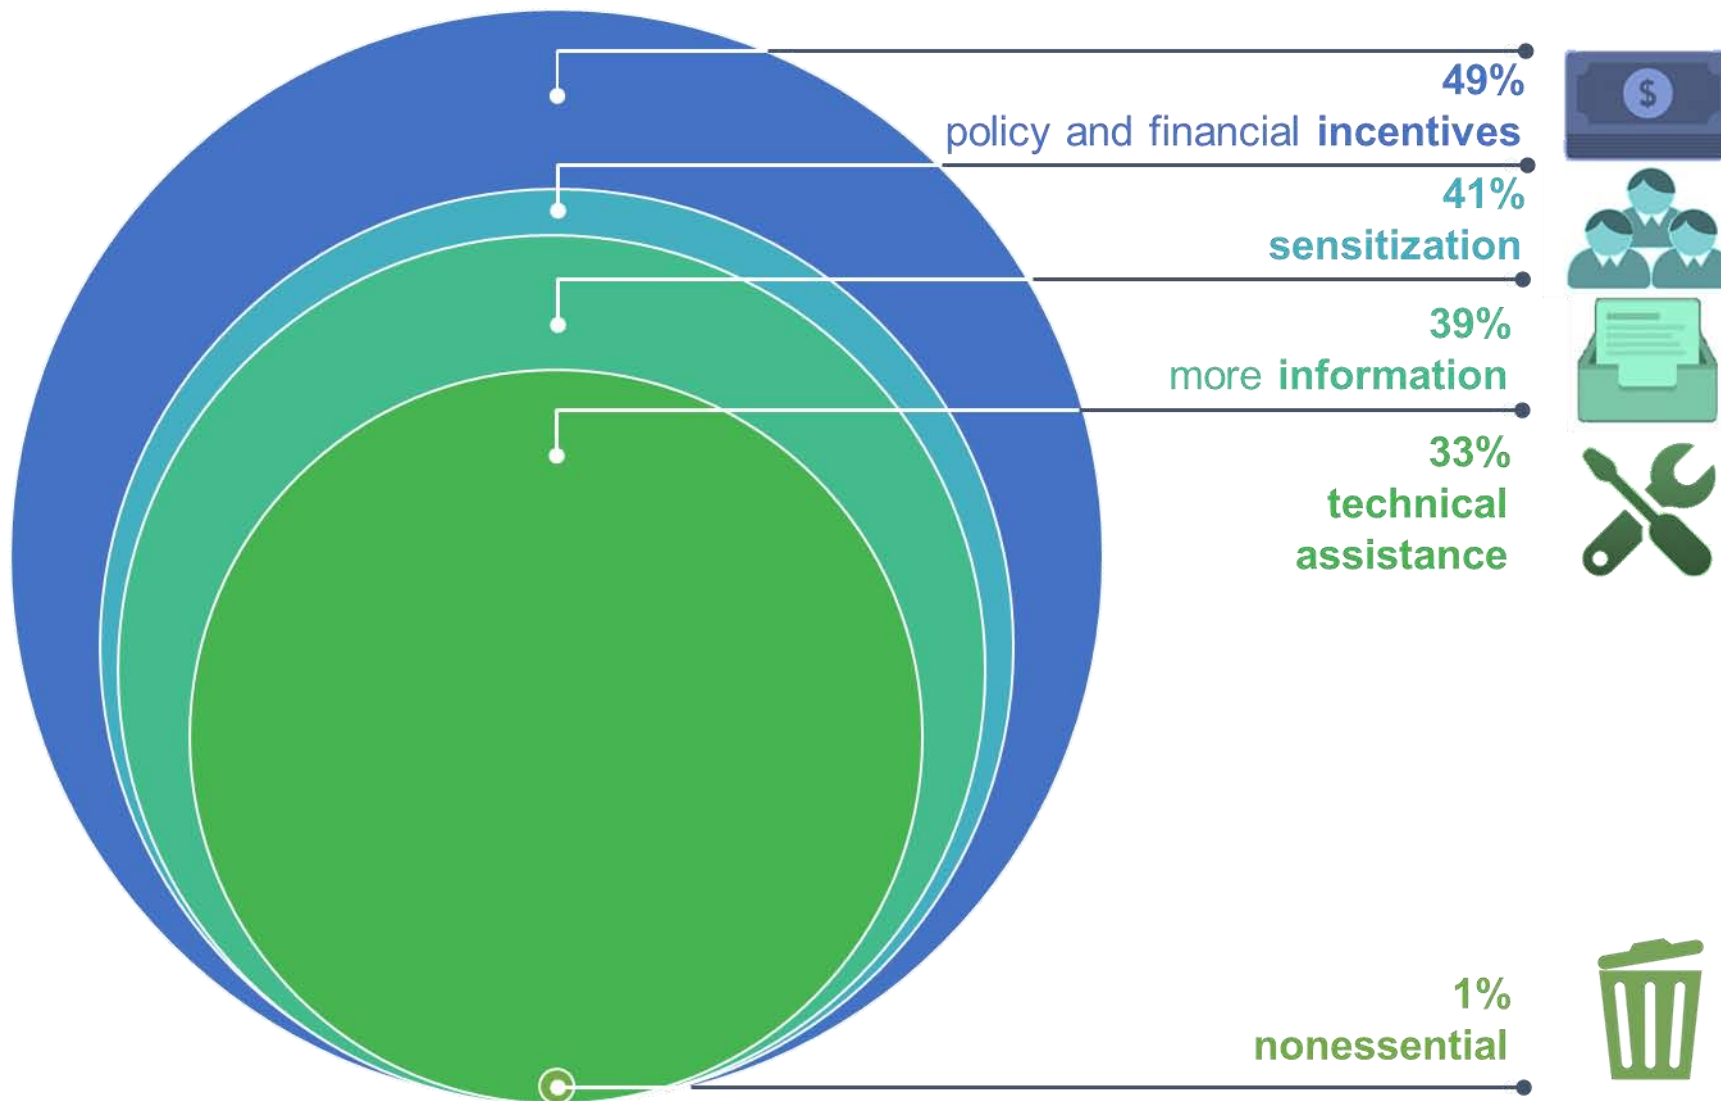 49%
policy and financial incentives
$
41%
sensitization
39%
more information
33%
technical
assistance
1%
nonessential